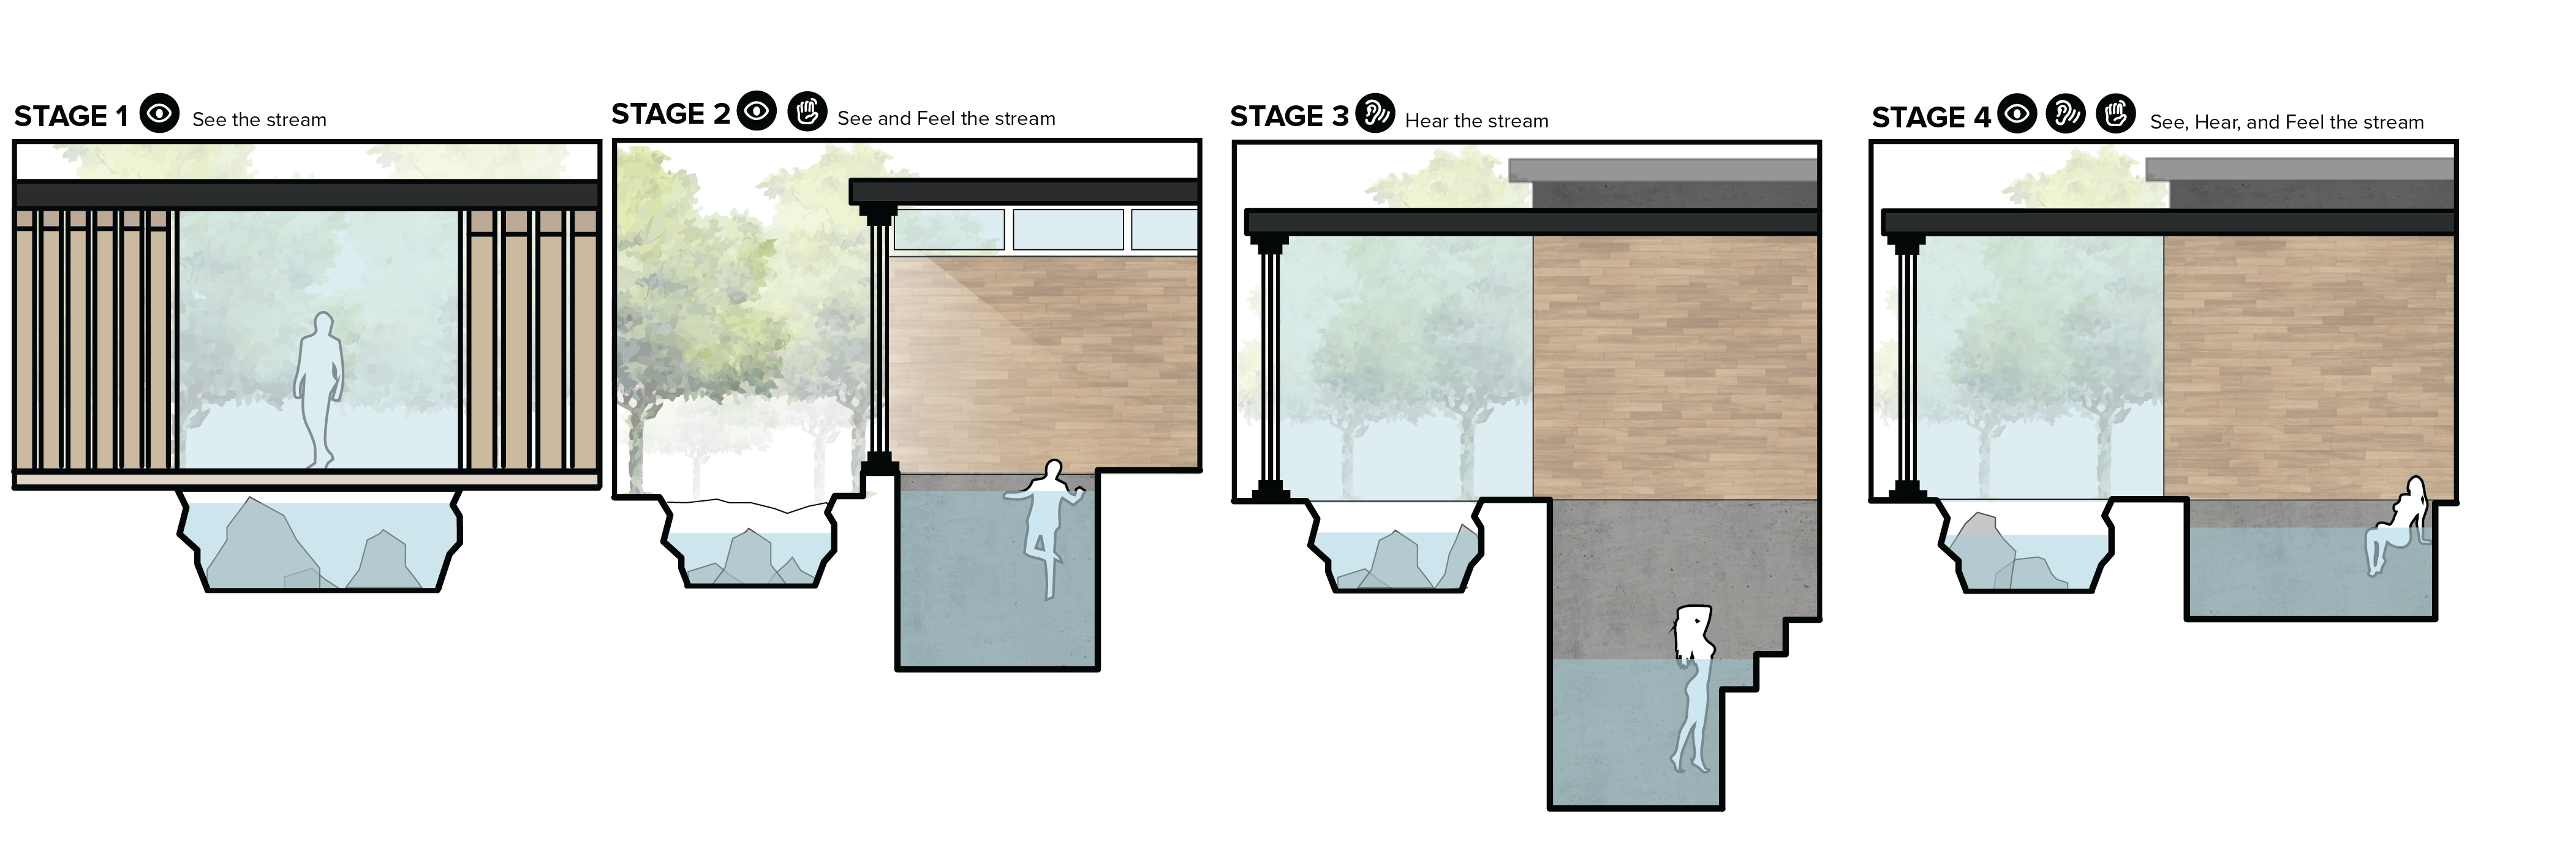 STAGE 1 See the stream
STAGE 2 See and Feel the stream
STAGE 3 Hear the stream
STAGE 4 See, Hear, and Feel the stream